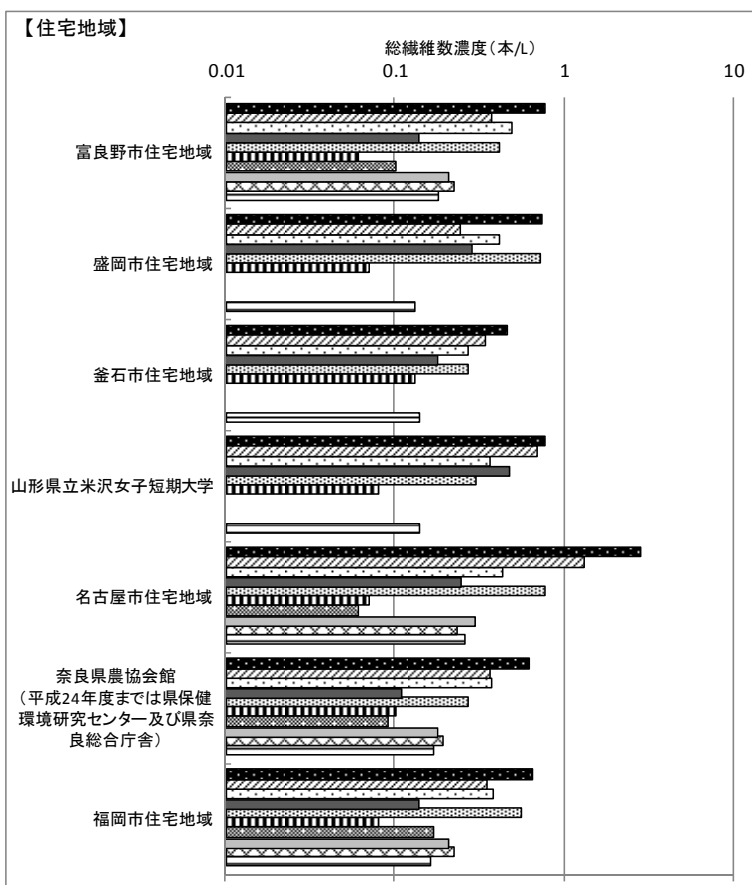 【住宅地域】
総繊維数濃度(本/L)
0.01 0.1 1 10
富良野市住宅地域
盛岡市住宅地域
釜石市住宅地域
山形県立米沢女子短期大学
名古屋市住宅地域
奈良県農協会館
(平成24年度までは県保健
環境研究センター及び県奈
良総合庁舎)
福岡市住宅地域